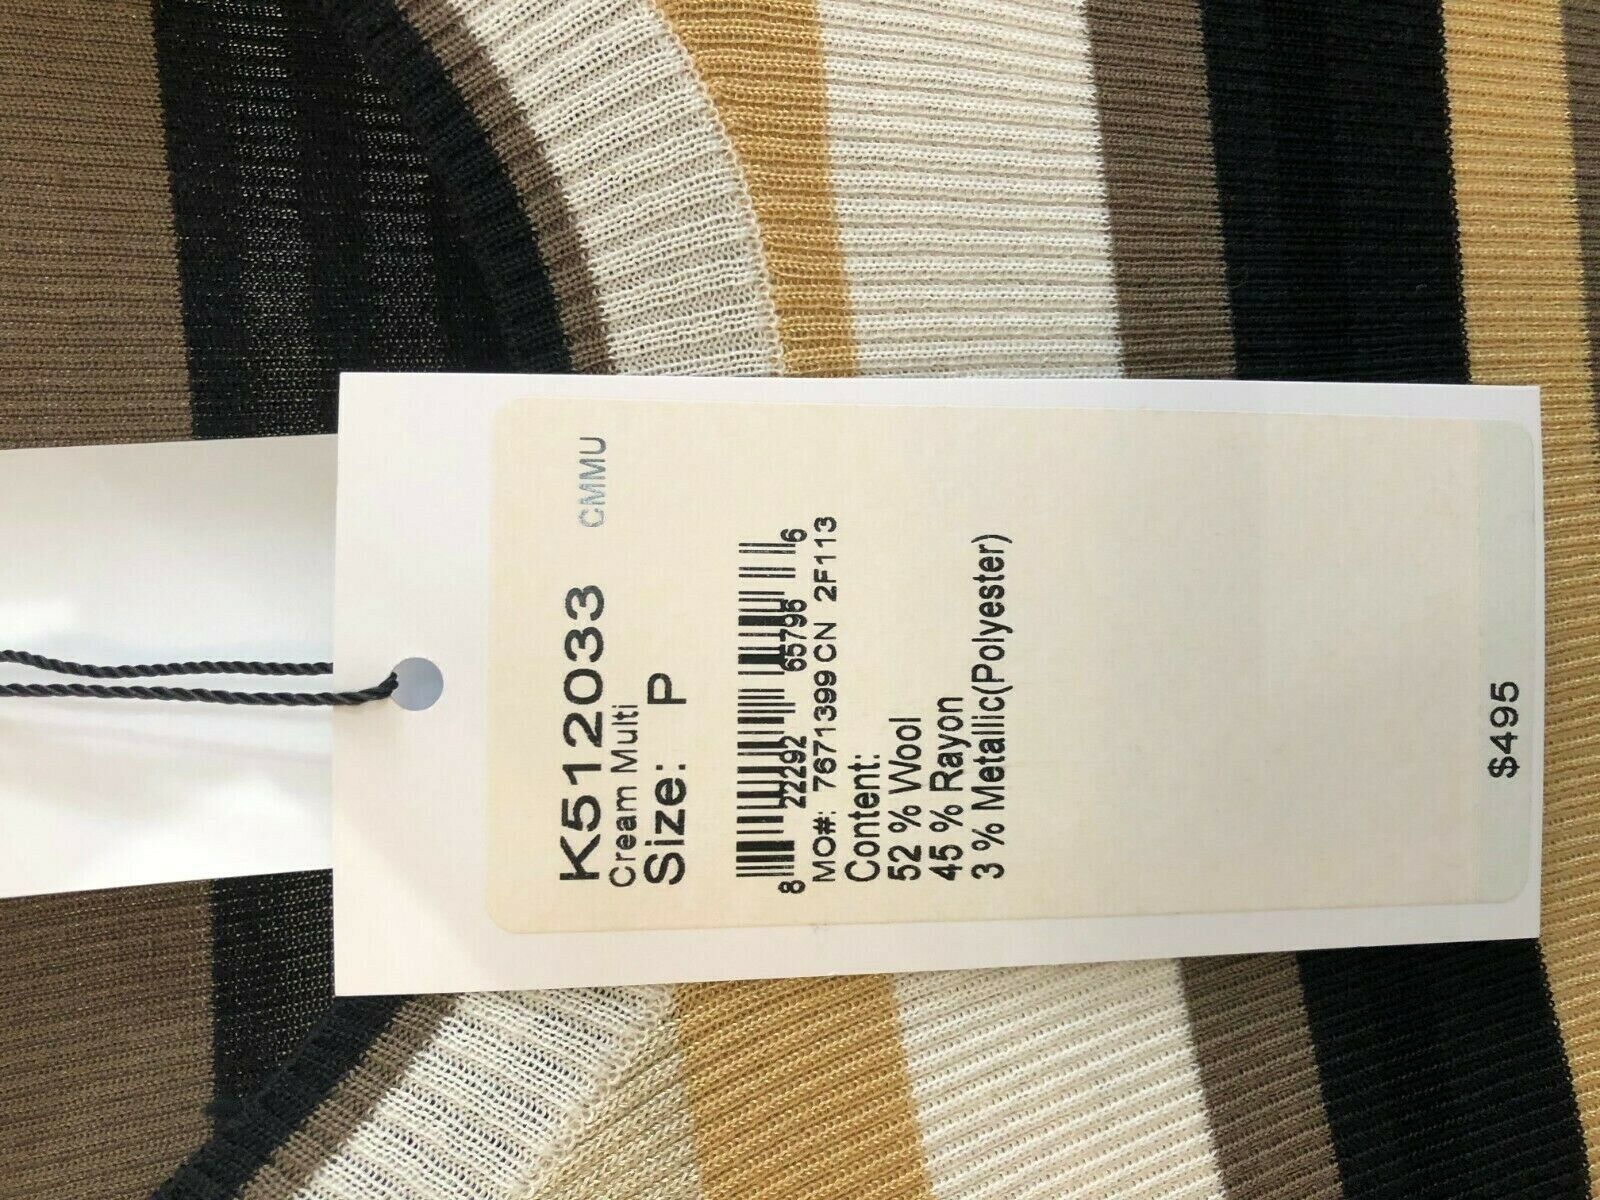 K512033 CMMU
Cream Multi
Size: P
8 22292 65795 6
MO#: 7671399 CN 2F113
Content:
52 % Wool
45 % Rayon
3 % Metallic(Polyester)
$495